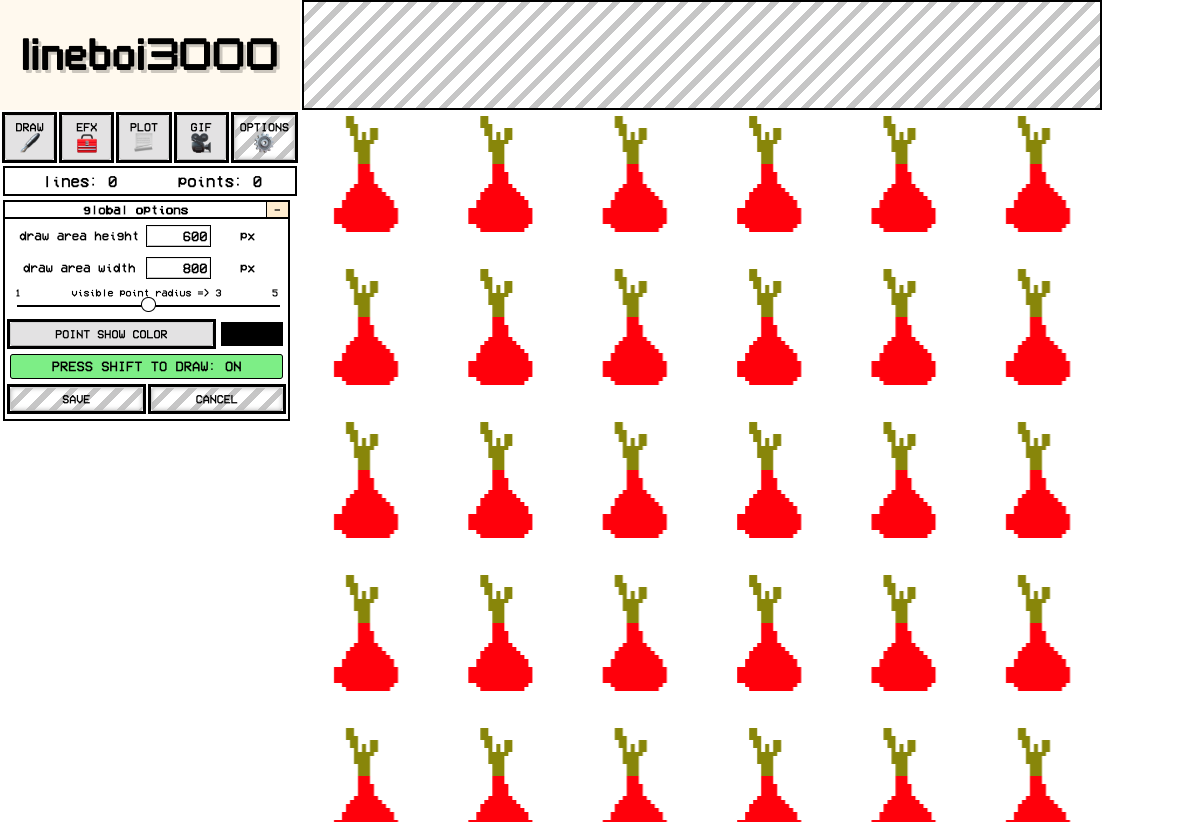 lineboi3000
DRAW EFX PLOT GIF OPTIONS
lines: 0 points: 0
global options -
draw area height 600 px
draw area width 800 px
1 visible point radius => 3 5
POINT SHOW COLOR
PRESS SHIFT TO DRAW: ON
SAVE CANCEL